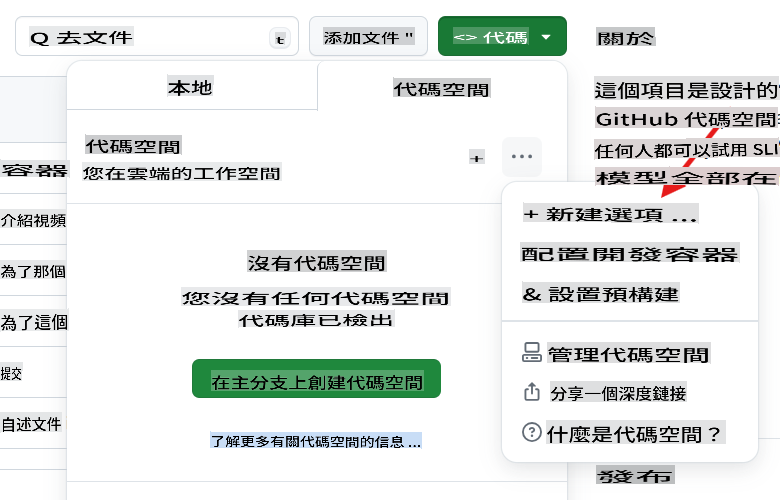 Q 去文件
t
添加文件 "
<> 代碼
關於
本地
代碼空間
這個項目是設計的
GitHub 代碼空間
代碼空間
您在雲端的工作空間
+
...
任何人都可以試用 SLI
模型全部在
容器
介紹視頻
為了那個
為了這個
提交
自述文件
+ 新建選項 ...
配置開發容器
& 設置預構建
沒有代碼空間
您沒有任何代碼空間
代碼庫已檢出
管理代碼空間
在主分支上創建代碼空間
分享一個深度鏈接
什麼是代碼空間？
了解更多有關代碼空間的信息 ...
發布